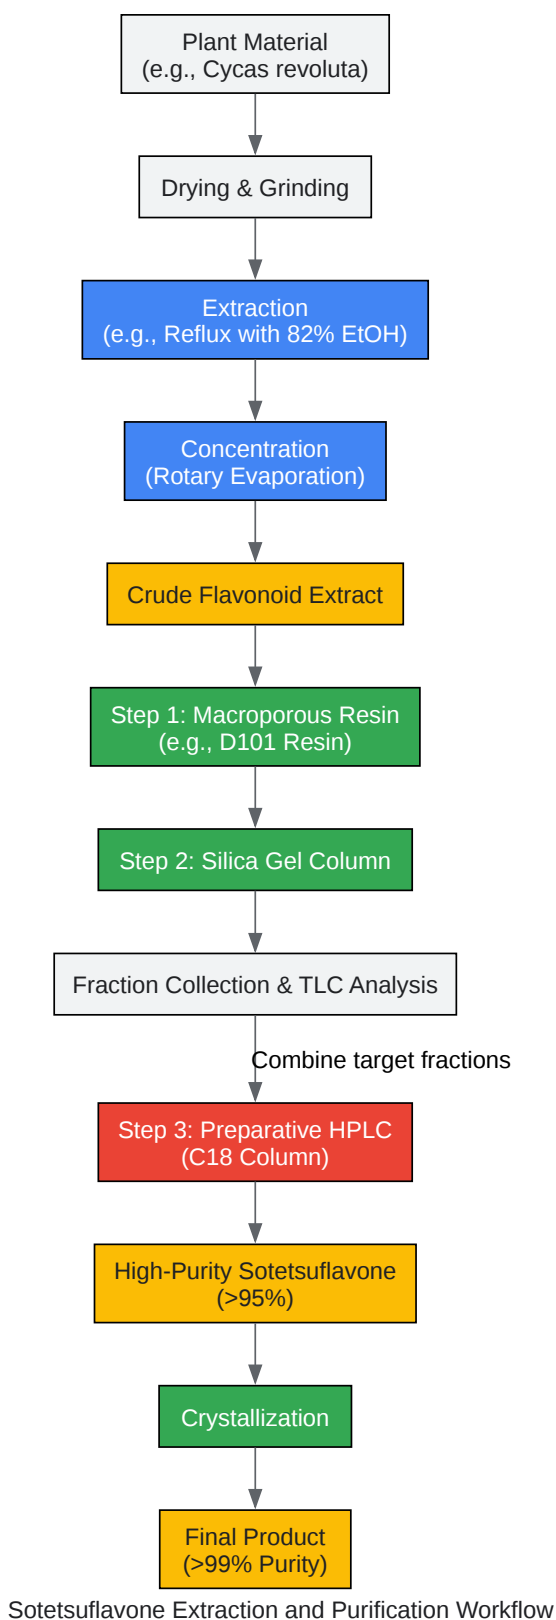 Plant Material
(e.g., Cycas revoluta)
Drying & Grinding
Extraction
(e.g., Reflux with 82% EtOH)
Concentration
(Rotary Evaporation)
Crude Flavonoid Extract
Step 1: Macroporous Resin
(e.g., D101 Resin)
Step 2: Silica Gel Column
Fraction Collection & TLC Analysis
Combine target fractions
Step 3: Preparative HPLC
(C18 Column)
High-Purity Sotetsuflavone
(>95%)
Crystallization
Final Product
(>99% Purity)
Sotetsuflavone Extraction and Purification Workflow